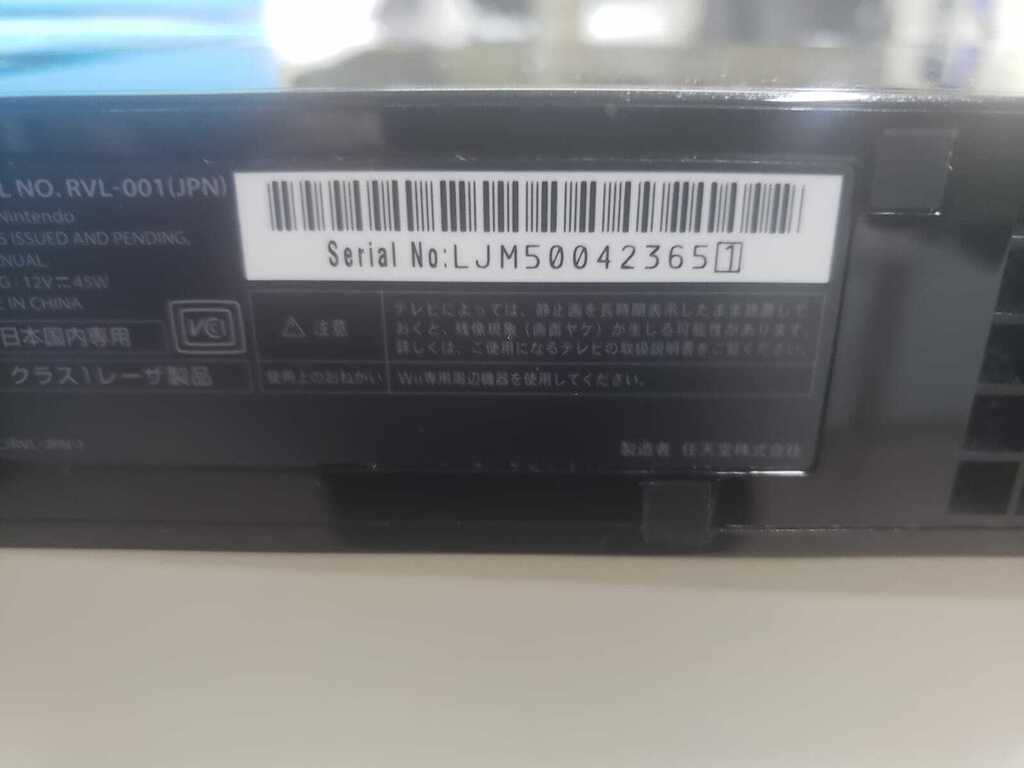 L NO. RVL-001(JPN)
Nintendo
S ISSUED AND PENDING,
NUAL
G : 12V⎓45W
E IN CHINA
日本国内専用
VCI
クラス1レーザ製品
Serial No:LJM500423651
⚠ 注意
テレビによっては、静止画を長時間表示したまま放置して
おくと、残像現象(画面ヤケ)が生じる可能性があります。
詳しくは、ご使用になるテレビの取扱説明書をご覧ください。
使用上のおねがい
Wii専用周辺機器を使用してください。
製造者 任天堂株式会社